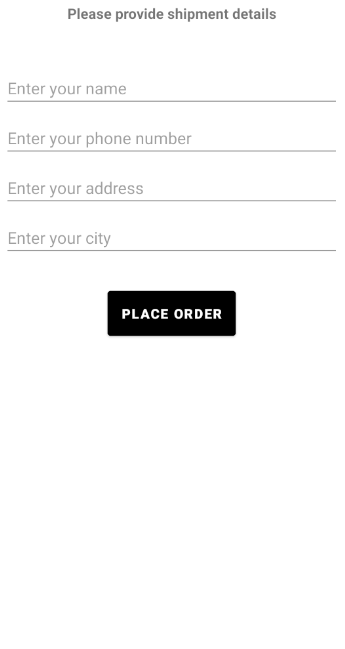 Please provide shipment details
Enter your name
Enter your phone number
Enter your address
Enter your city
PLACE ORDER